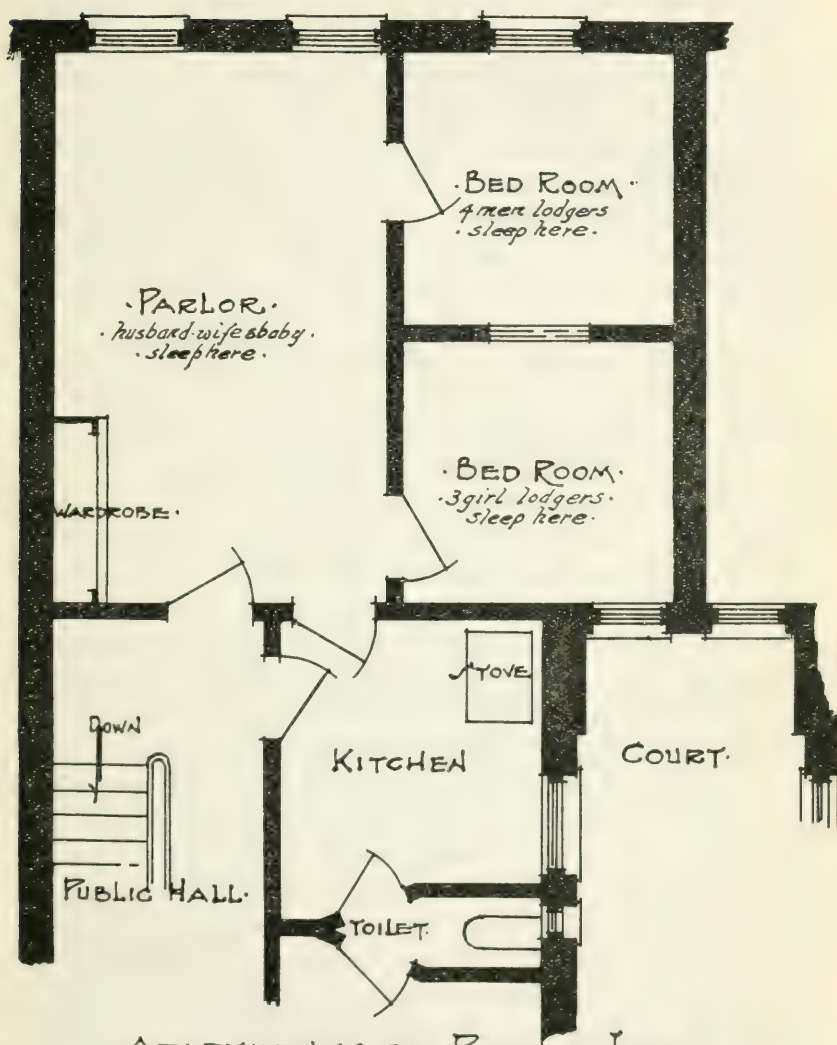 ·BED ROOM·
4 men lodgers
·sleep here·
·PARLOR·
·husband·wife&baby·
·sleep here·
·BED ROOM·
·3 girl lodgers·
sleep here·
WARDROBE·
STOVE
DOWN
KITCHEN
COURT·
PUBLIC HALL·
TOILET·